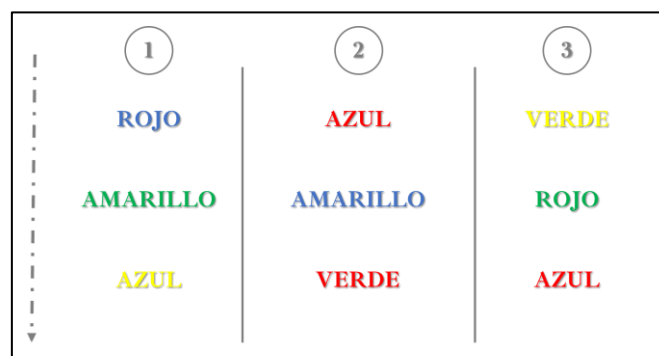 1 2 3
ROJO AZUL VERDE
AMARILLO AMARILLO ROJO
AZUL VERDE AZUL